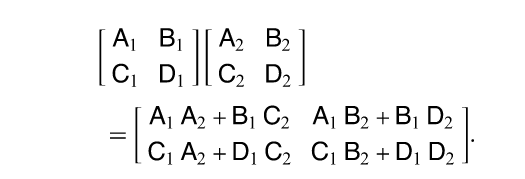 [ A₁ B₁ ] [ A₂ B₂ ]
[ C₁ D₁ ] [ C₂ D₂ ]
= [ A₁ A₂ + B₁ C₂ A₁ B₂ + B₁ D₂ ]
[ C₁ A₂ + D₁ C₂ C₁ B₂ + D₁ D₂ ].